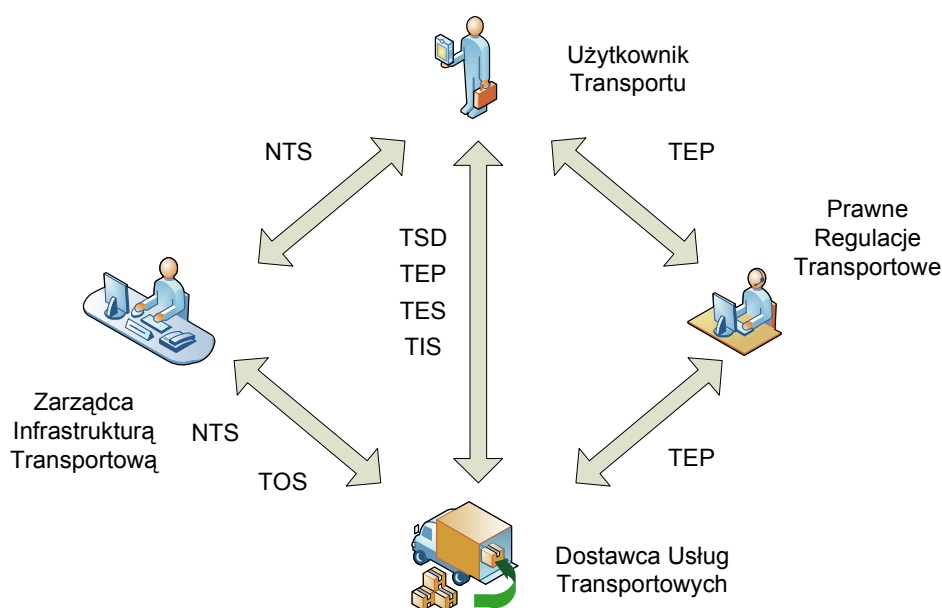 Użytkownik
Transportu
NTS
TEP
TSD
TEP
TES
TIS
Prawne
Regulacje
Transportowe
Zarządca
Infrastrukturą
Transportową
NTS
TOS
TEP
Dostawca Usług
Transportowych